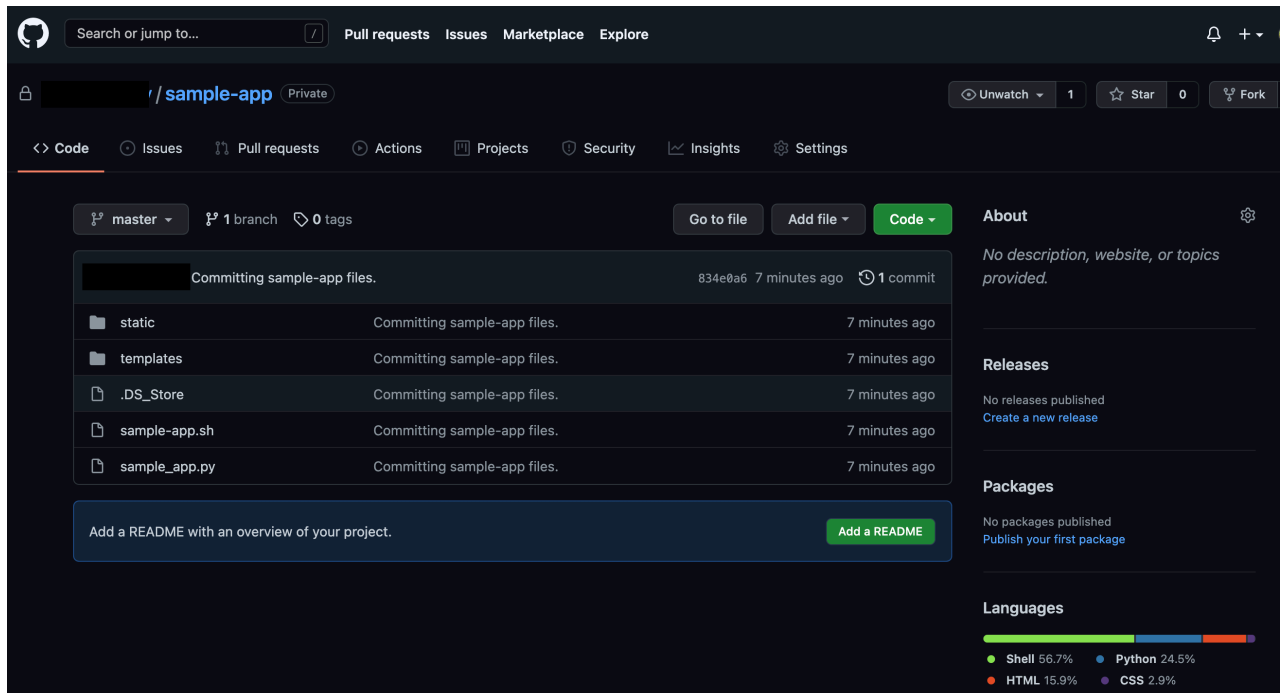 Search or jump to... / Pull requests Issues Marketplace Explore
/ sample-app Private Unwatch 1 Star 0 Fork
<> Code Issues Pull requests Actions Projects Security Insights Settings
master 1 branch 0 tags Go to file Add file Code
Committing sample-app files. 834e0a6 7 minutes ago 1 commit
static Committing sample-app files. 7 minutes ago
templates Committing sample-app files. 7 minutes ago
.DS_Store Committing sample-app files. 7 minutes ago
sample-app.sh Committing sample-app files. 7 minutes ago
sample_app.py Committing sample-app files. 7 minutes ago
Add a README with an overview of your project. Add a README
About
No description, website, or topics
provided.
Releases
No releases published
Create a new release
Packages
No packages published
Publish your first package
Languages
Shell 56.7% Python 24.5%
HTML 15.9% CSS 2.9%